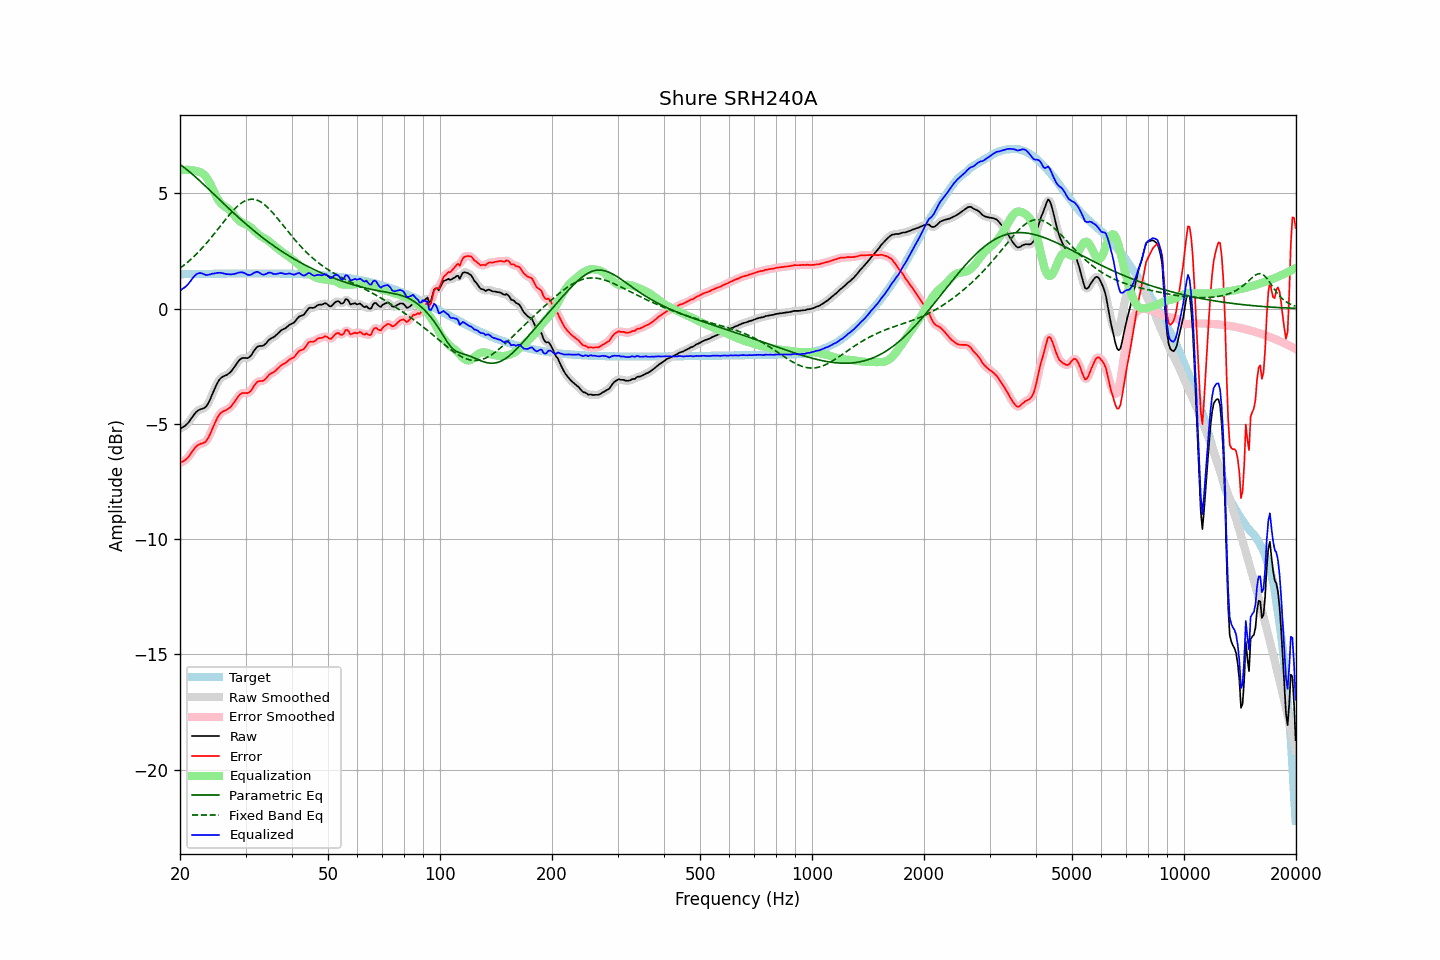 Shure SRH240A
Amplitude (dBr)
5
0
−5
−10
−15
−20
Target
Raw Smoothed
Error Smoothed
Raw
Error
Equalization
Parametric Eq
Fixed Band Eq
Equalized
20 50 100 200 500 1000 2000 5000 10000 20000
Frequency (Hz)